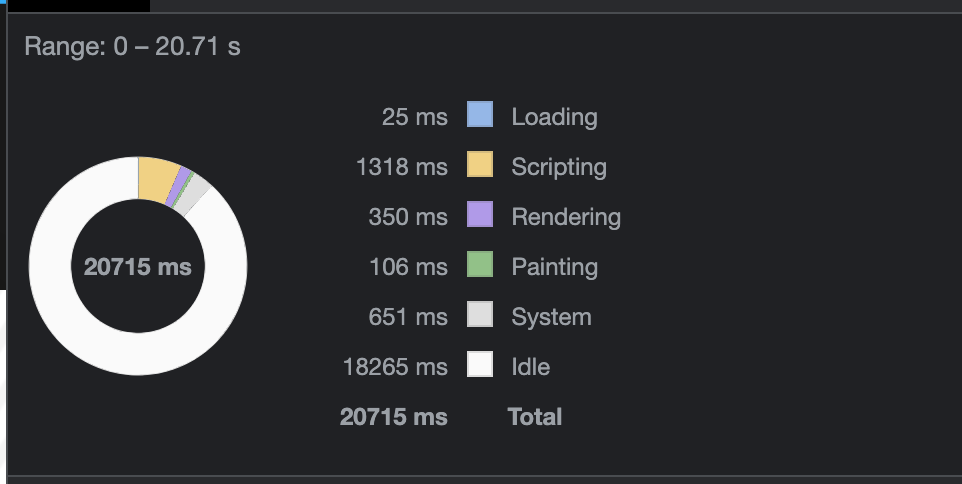 Range: 0 – 20.71 s
25 ms Loading
1318 ms Scripting
350 ms Rendering
106 ms Painting
651 ms System
18265 ms Idle
20715 ms Total
20715 ms